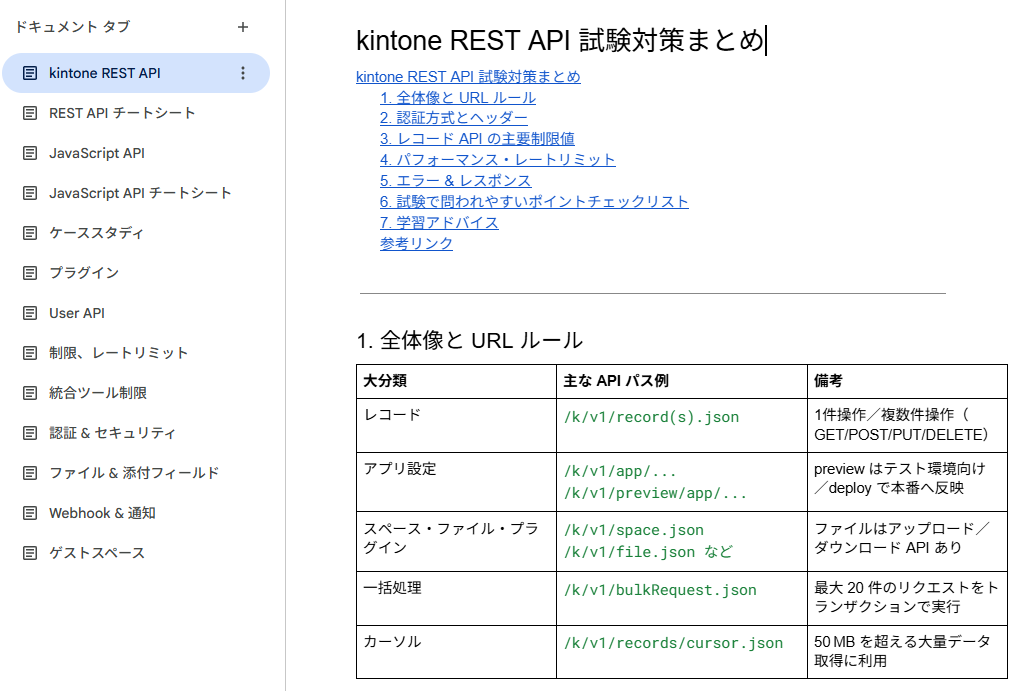 ドキュメント タブ
kintone REST API
REST API チートシート
JavaScript API
JavaScript API チートシート
ケーススタディ
プラグイン
User API
制限、レートリミット
統合ツール制限
認証 & セキュリティ
ファイル & 添付フィールド
Webhook & 通知
ゲストスペース
kintone REST API 試験対策まとめ
kintone REST API 試験対策まとめ
1. 全体像と URL ルール
2. 認証方式とヘッダー
3. レコード API の主要制限値
4. パフォーマンス・レートリミット
5. エラー & レスポンス
6. 試験で問われやすいポイントチェックリスト
7. 学習アドバイス
参考リンク
1. 全体像と URL ルール
大分類 主な API パス例 備考
レコード /k/v1/record(s).json 1件操作／複数件操作（
GET/POST/PUT/DELETE）
アプリ設定 /k/v1/app/... preview はテスト環境向け
/k/v1/preview/app/... ／deploy で本番へ反映
スペース・ファイル・プラ /k/v1/space.json ファイルはアップロード／
グイン /k/v1/file.json など ダウンロード API あり
一括処理 /k/v1/bulkRequest.json 最大 20 件のリクエストをト
ランザクションで実行
カーソル /k/v1/records/cursor.json 50 MB を超える大量データ
取得に利用